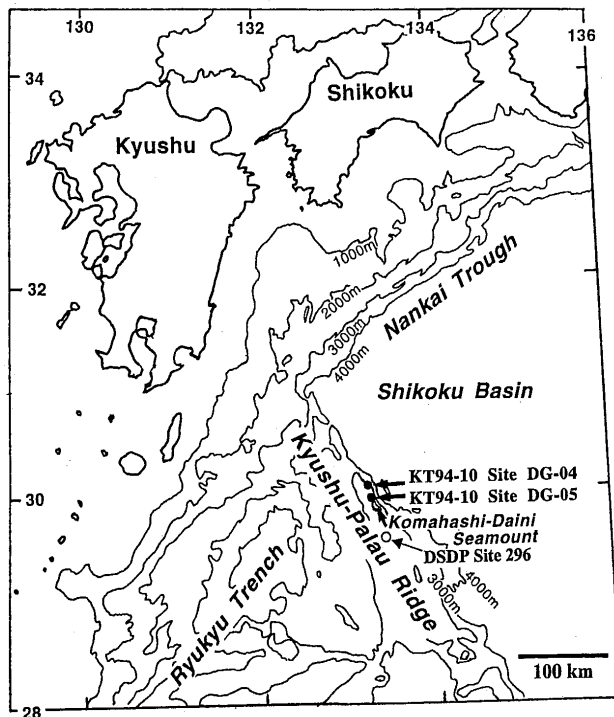 130
132
134
136
34
Shikoku
Kyushu
1000m
2000m
32
3000m
4000m
Nankai Trough
Shikoku Basin
Kyushu-Palau Ridge
KT94-10 Site DG-04
30
KT94-10 Site DG-05
Komahashi-Daini
Seamount
DSDP Site 296
3000m
4000m
Ryukyu Trench
100 km
28